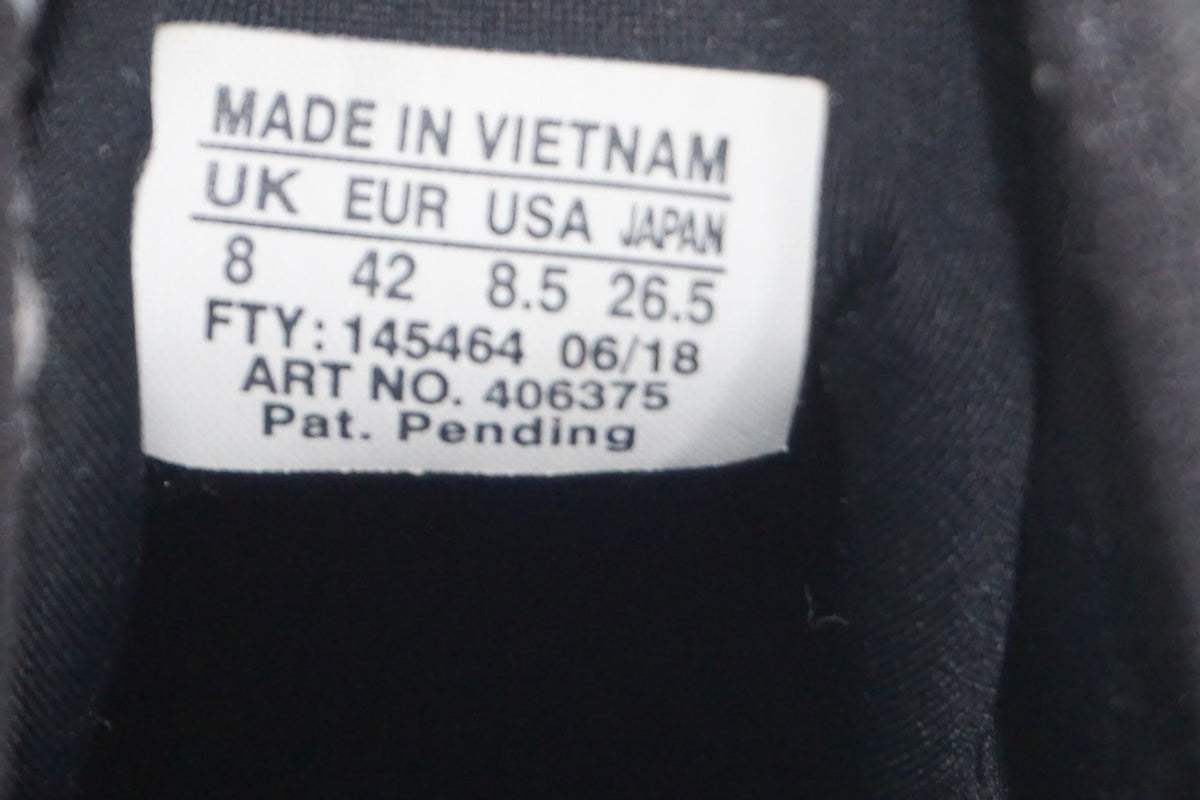 MADE IN VIETNAM
UK EUR USA JAPAN
8 42 8.5 26.5
FTY: 145464 06/18
ART NO. 406375
Pat. Pending